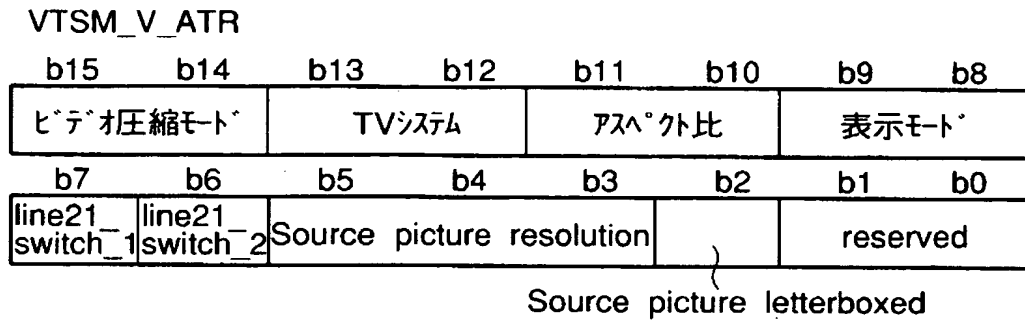 VTSM_V_ATR
b15 b14 b13 b12 b11 b10 b9 b8
ビデオ圧縮モード TVシステム アスペクト比 表示モード
b7 b6 b5 b4 b3 b2 b1 b0
line21_ line21_
switch_1 switch_2 Source picture resolution reserved
Source picture letterboxed